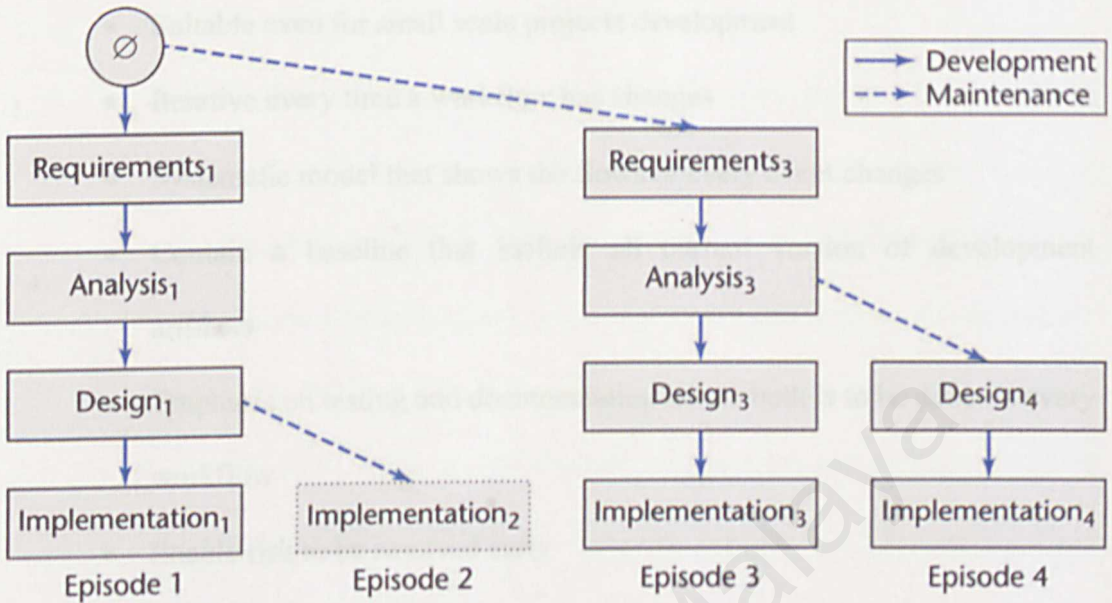 ∅
Development
Maintenance
Requirements₁
Requirements₃
Analysis₁
Analysis₃
Design₁
Design₃
Design₄
Implementation₁
Implementation₂
Implementation₃
Implementation₄
Episode 1
Episode 2
Episode 3
Episode 4
Malaya